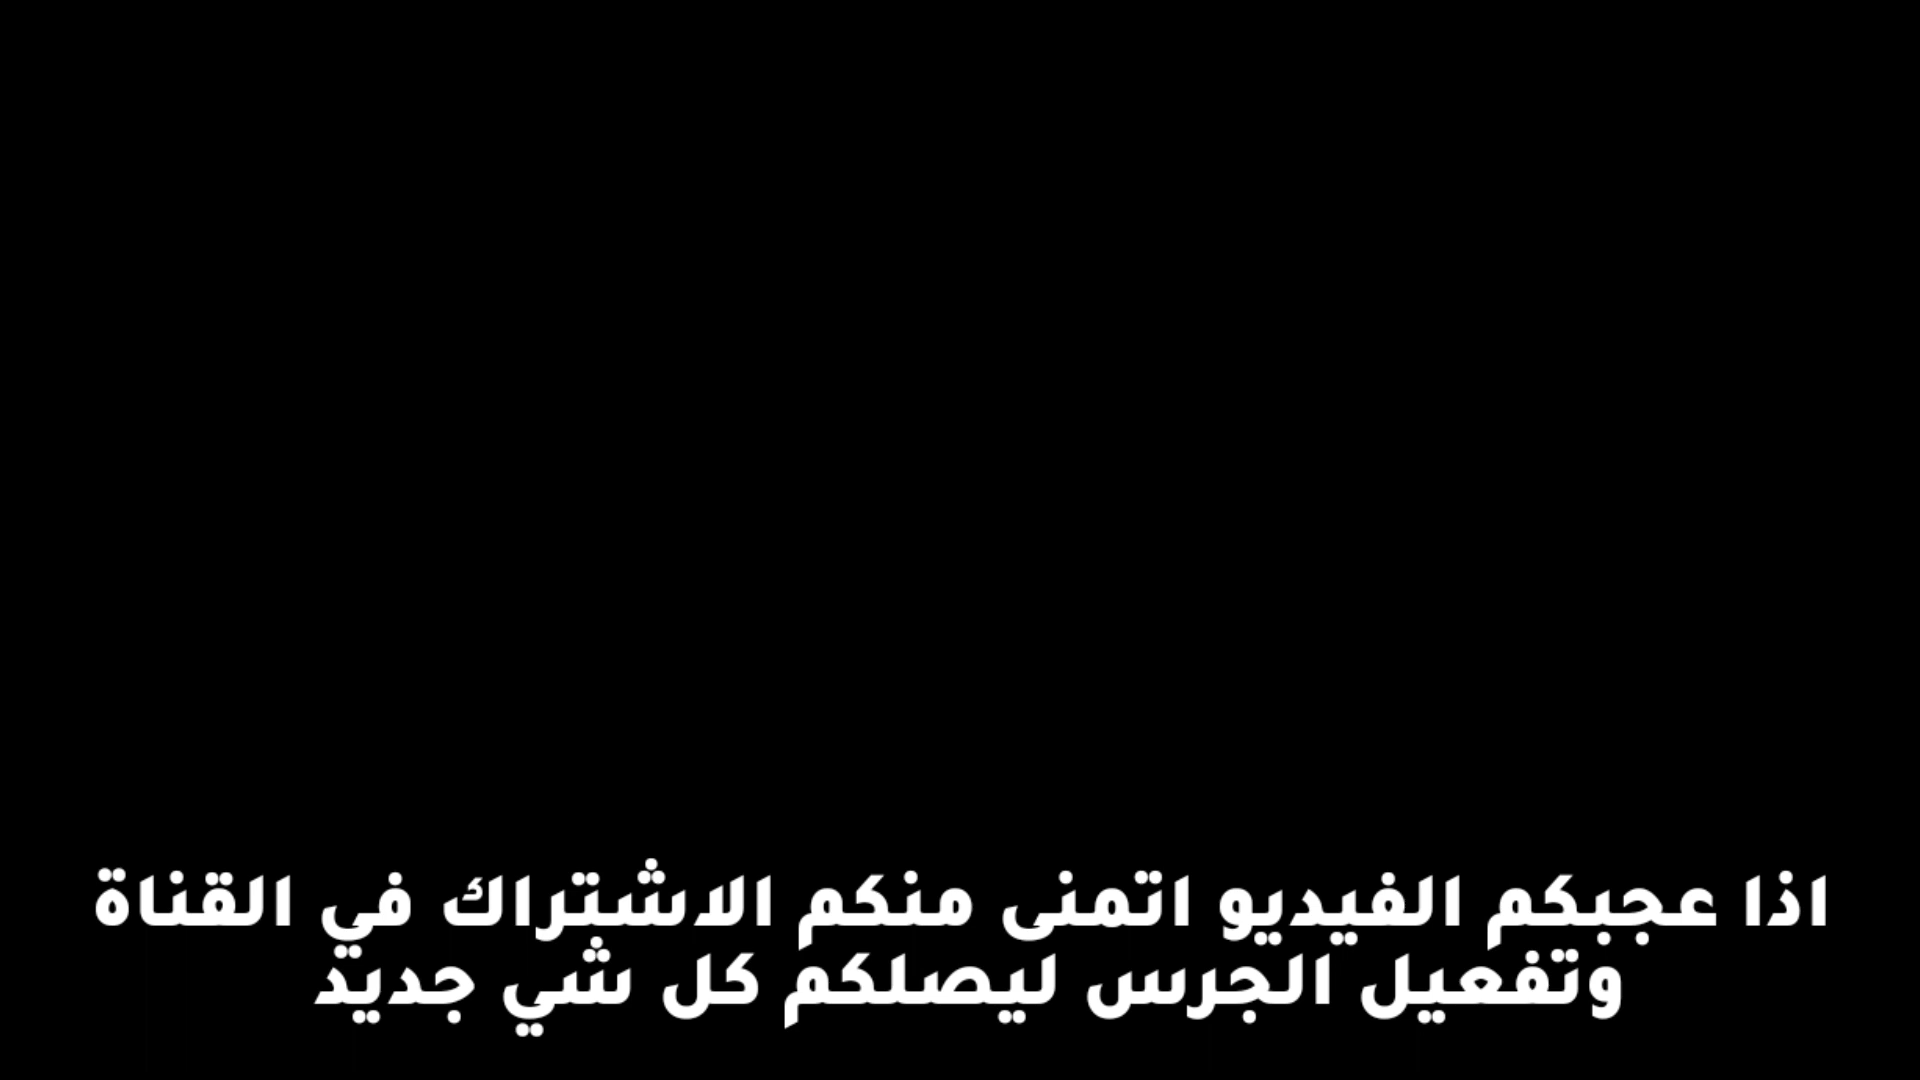 اذا عجبكم الفيديو اتمنى منكم الاشتراك في القناة
وتفعيل الجرس ليصلكم كل شي جديد